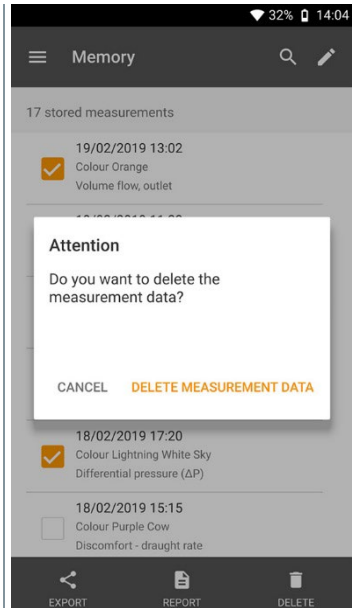 32% 14:04
Memory
17 stored measurements
19/02/2019 13:02
Colour Orange
Volume flow, outlet
Attention
Do you want to delete the
measurement data?
CANCEL DELETE MEASUREMENT DATA
18/02/2019 17:20
Colour Lightning White Sky
Differential pressure (ΔP)
18/02/2019 15:15
Colour Purple Cow
Discomfort - draught rate
EXPORT REPORT DELETE